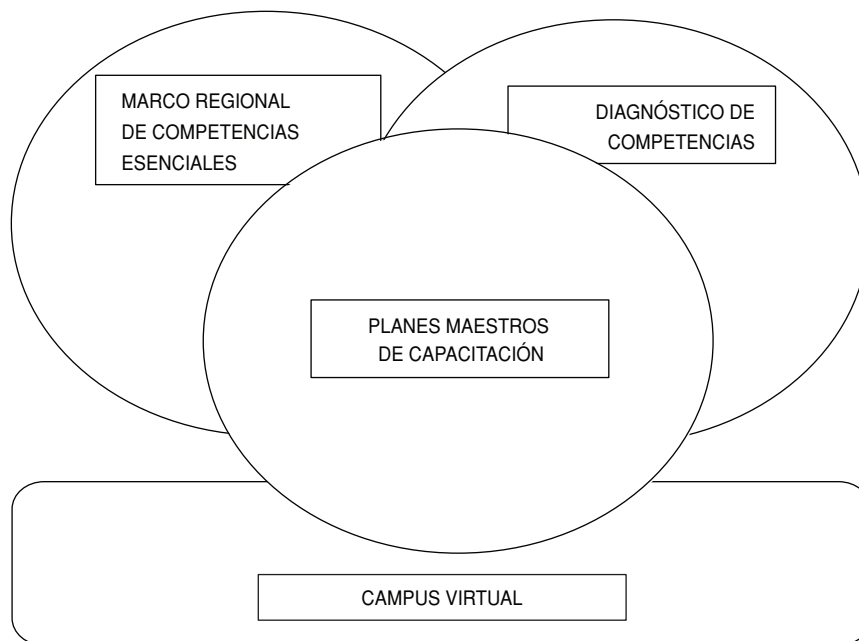 MARCO REGIONAL
DE COMPETENCIAS
ESENCIALES
DIAGNÓSTICO DE
COMPETENCIAS
PLANES MAESTROS
DE CAPACITACIÓN
CAMPUS VIRTUAL